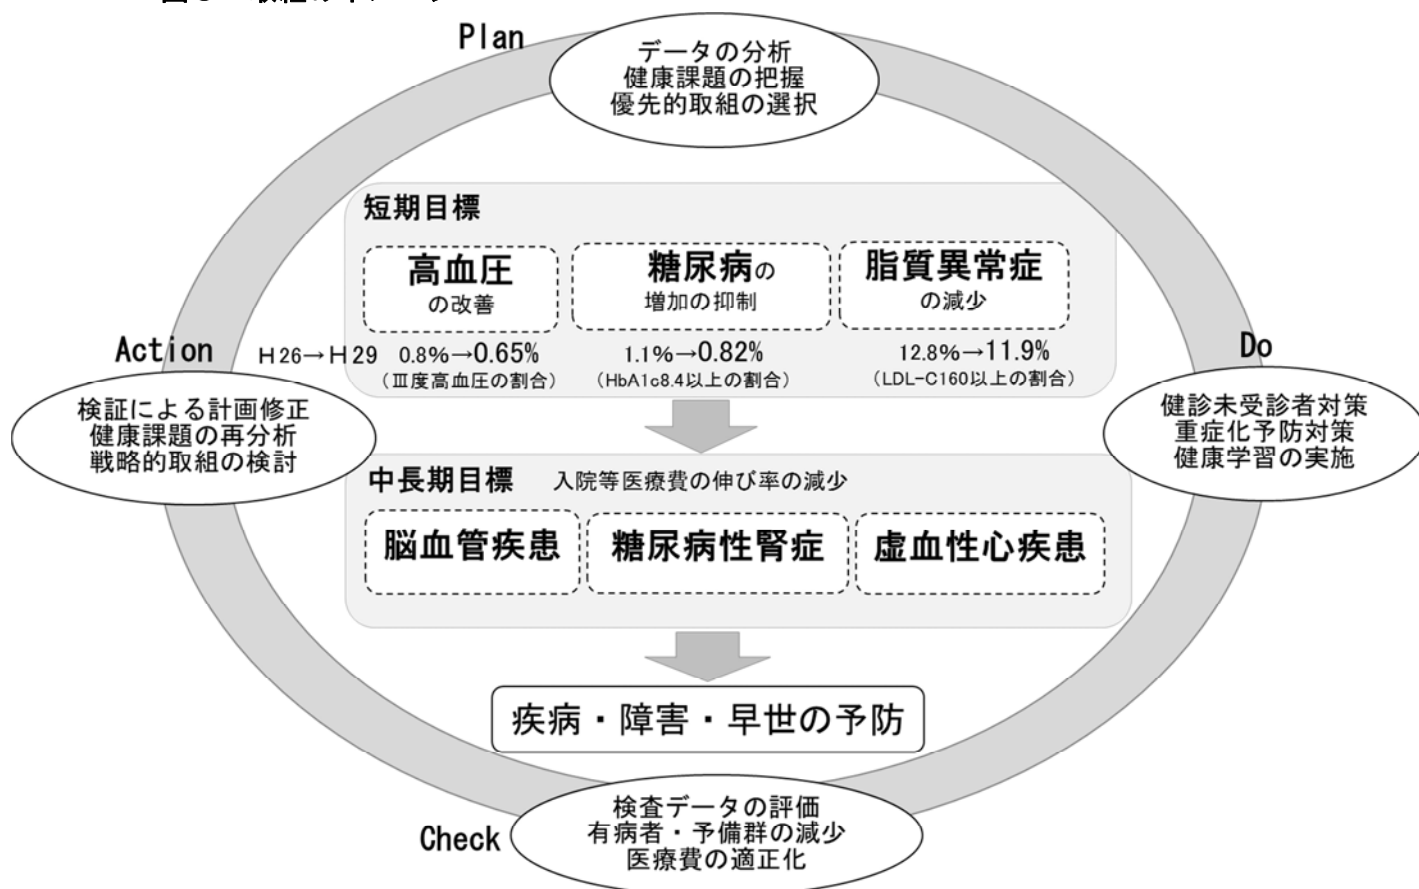 Plan
データの分析
健康課題の把握
優先的取組の選択
短期目標
高血圧
の改善
糖尿病の
増加の抑制
脂質異常症
の減少
H26→H29 0.8%→0.65% 1.1%→0.82% 12.8%→11.9%
(Ⅲ度高血圧の割合) (HbA1c8.4以上の割合) (LDL-C160以上の割合)
Action
検証による計画修正
健康課題の再分析
戦略的取組の検討
Do
健診未受診者対策
重症化予防対策
健康学習の実施
中長期目標 入院等医療費の伸び率の減少
脳血管疾患 糖尿病性腎症 虚血性心疾患
疾病・障害・早世の予防
Check
検査データの評価
有病者・予備群の減少
医療費の適正化